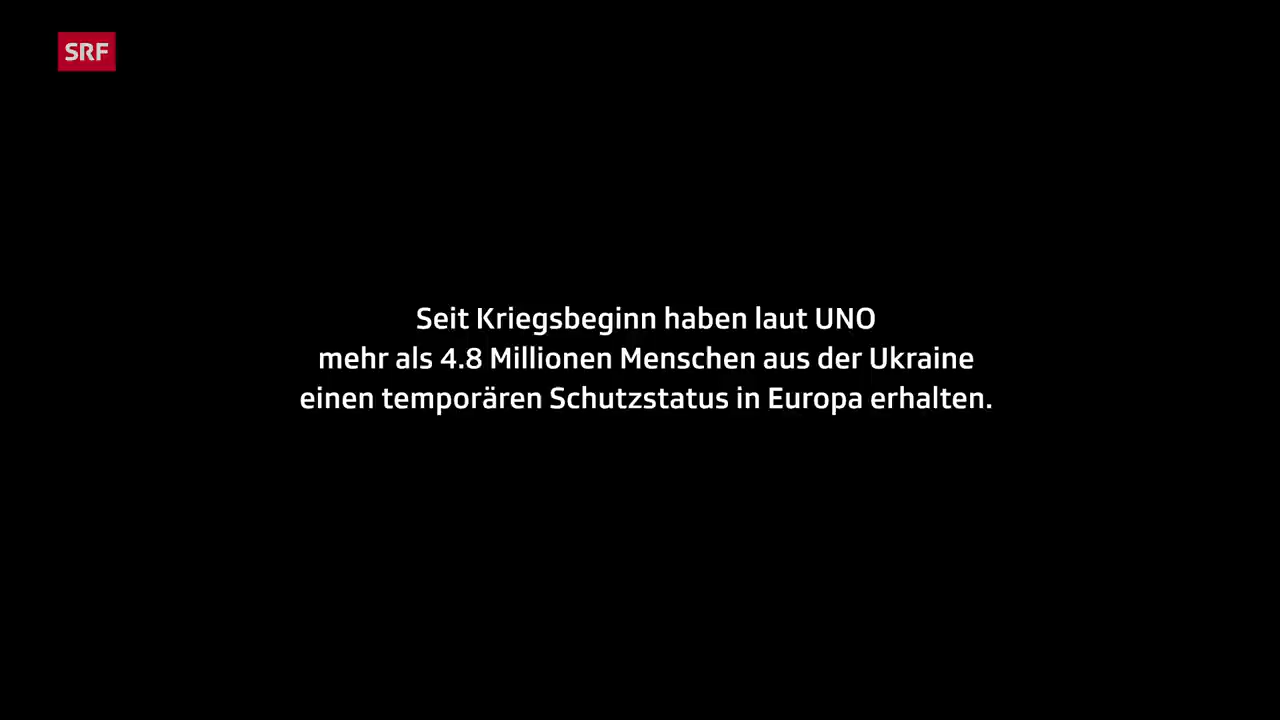 SRF
Seit Kriegsbeginn haben laut UNO
mehr als 4.8 Millionen Menschen aus der Ukraine
einen temporären Schutzstatus in Europa erhalten.